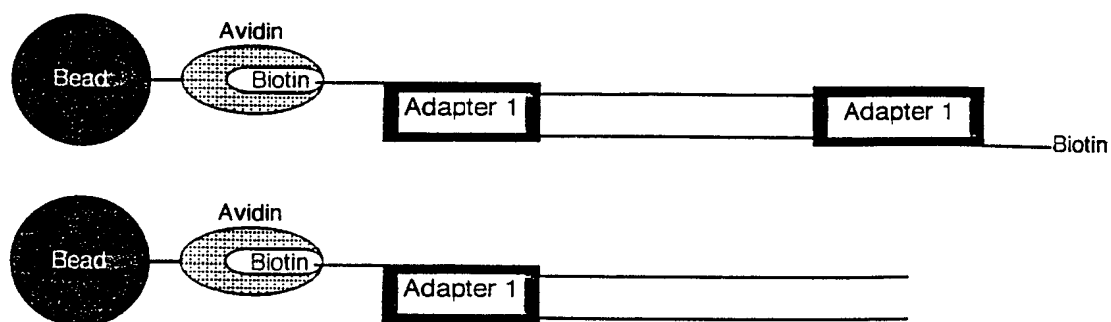 Avidin
Bead
Biotin
Adapter 1
Adapter 1
Biotin
Avidin
Bead
Biotin
Adapter 1